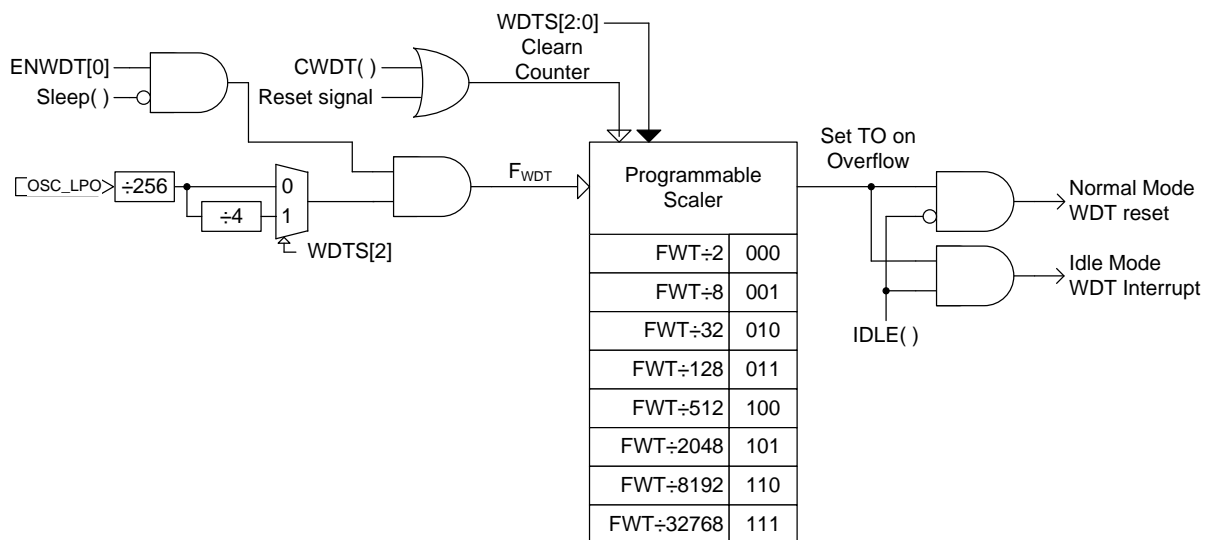 WDTS[2:0]
Clearn
Counter
ENWDT[0]
Sleep( )
CWDT( )
Reset signal
OSC_LPO
÷256
÷4
0
1
WDTS[2]
FWDT
Programmable
Scaler
FWT÷2 000
FWT÷8 001
FWT÷32 010
FWT÷128 011
FWT÷512 100
FWT÷2048 101
FWT÷8192 110
FWT÷32768 111
Set TO on
Overflow
Normal Mode
WDT reset
Idle Mode
WDT Interrupt
IDLE( )